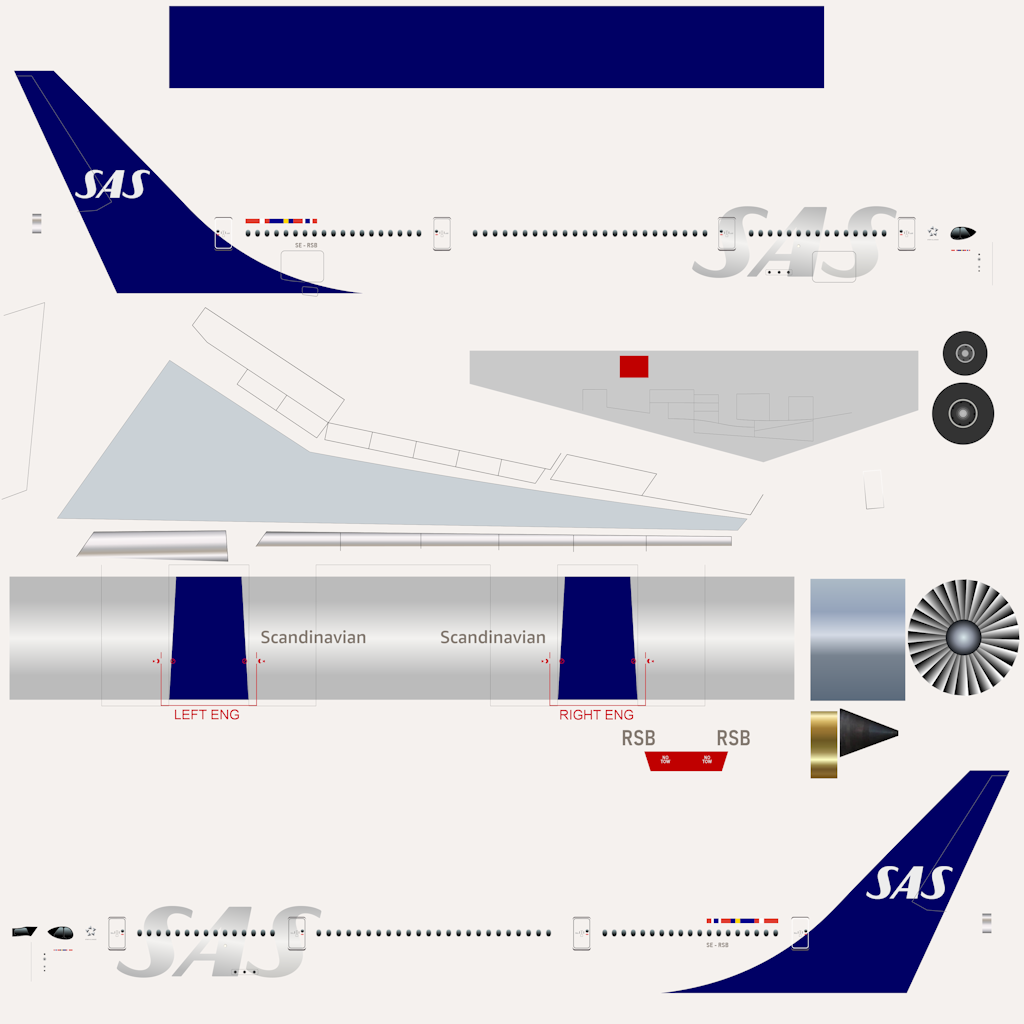 SAS
SAS
SE - RSB
Scandinavian
Scandinavian
LEFT ENG
RIGHT ENG
RSB
RSB
NO TOW
NO TOW
SAS
SAS
SE - RSB